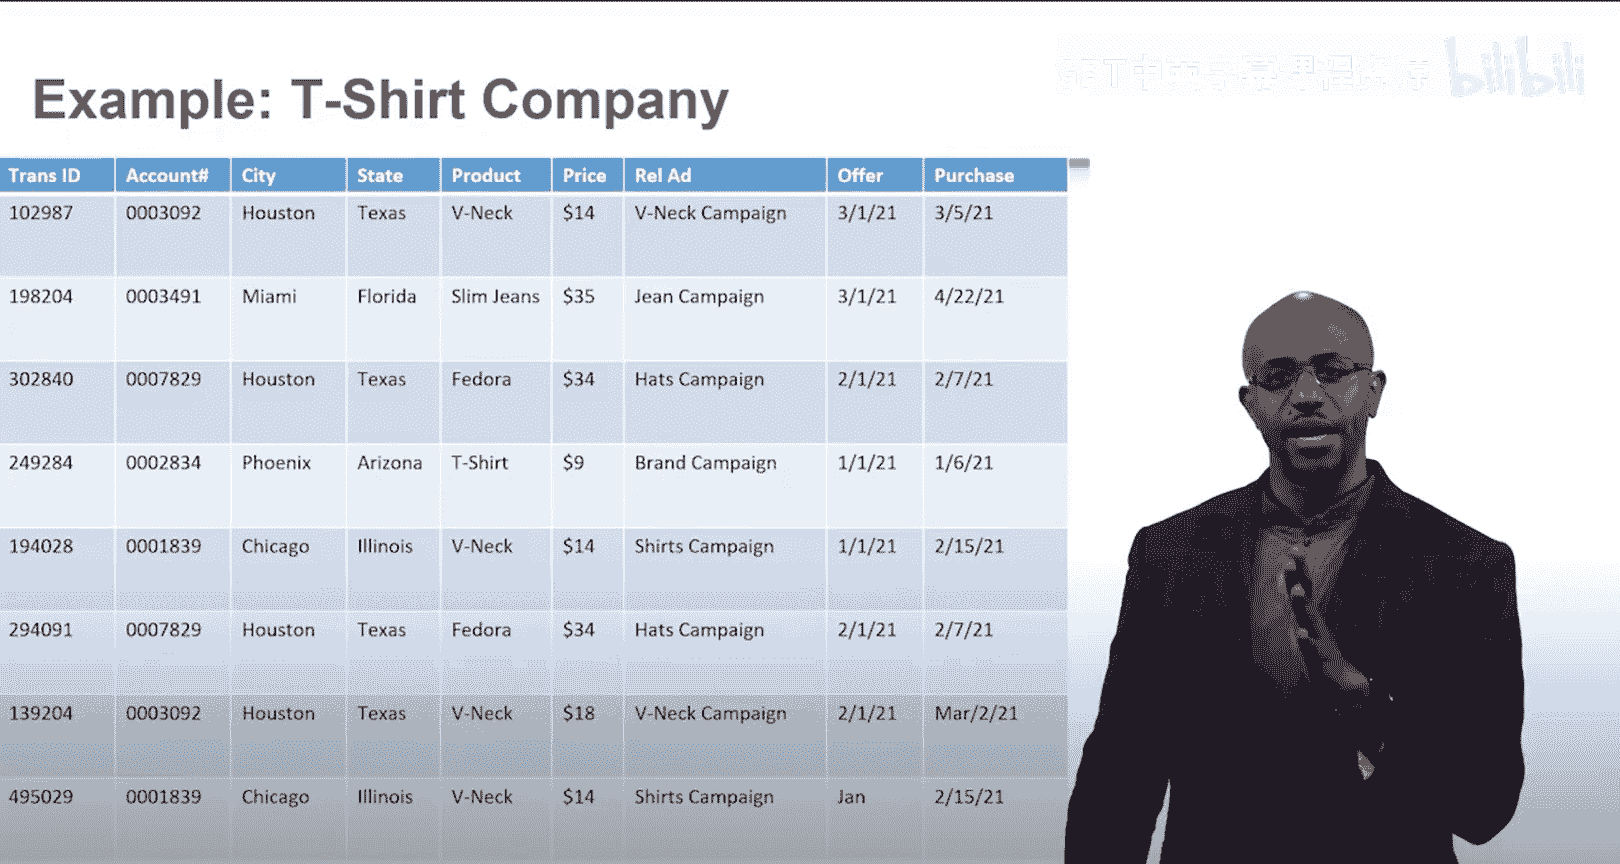 bilibili
Example: T-Shirt Company
Trans ID Account# City State Product Price Rel Ad Offer Purchase
102987 0003092 Houston Texas V-Neck $14 V-Neck Campaign 3/1/21 3/5/21
198204 0003491 Miami Florida Slim Jeans $35 Jean Campaign 3/1/21 4/22/21
302840 0007829 Houston Texas Fedora $34 Hats Campaign 2/1/21 2/7/21
249284 0002834 Phoenix Arizona T-Shirt $9 Brand Campaign 1/1/21 1/6/21
194028 0001839 Chicago Illinois V-Neck $14 Shirts Campaign 1/1/21 2/15/21
294091 0007829 Houston Texas Fedora $34 Hats Campaign 2/1/21 2/7/21
139204 0003092 Houston Texas V-Neck $18 V-Neck Campaign 2/1/21 Mar/2/21
495029 0001839 Chicago Illinois V-Neck $14 Shirts Campaign Jan 2/15/21